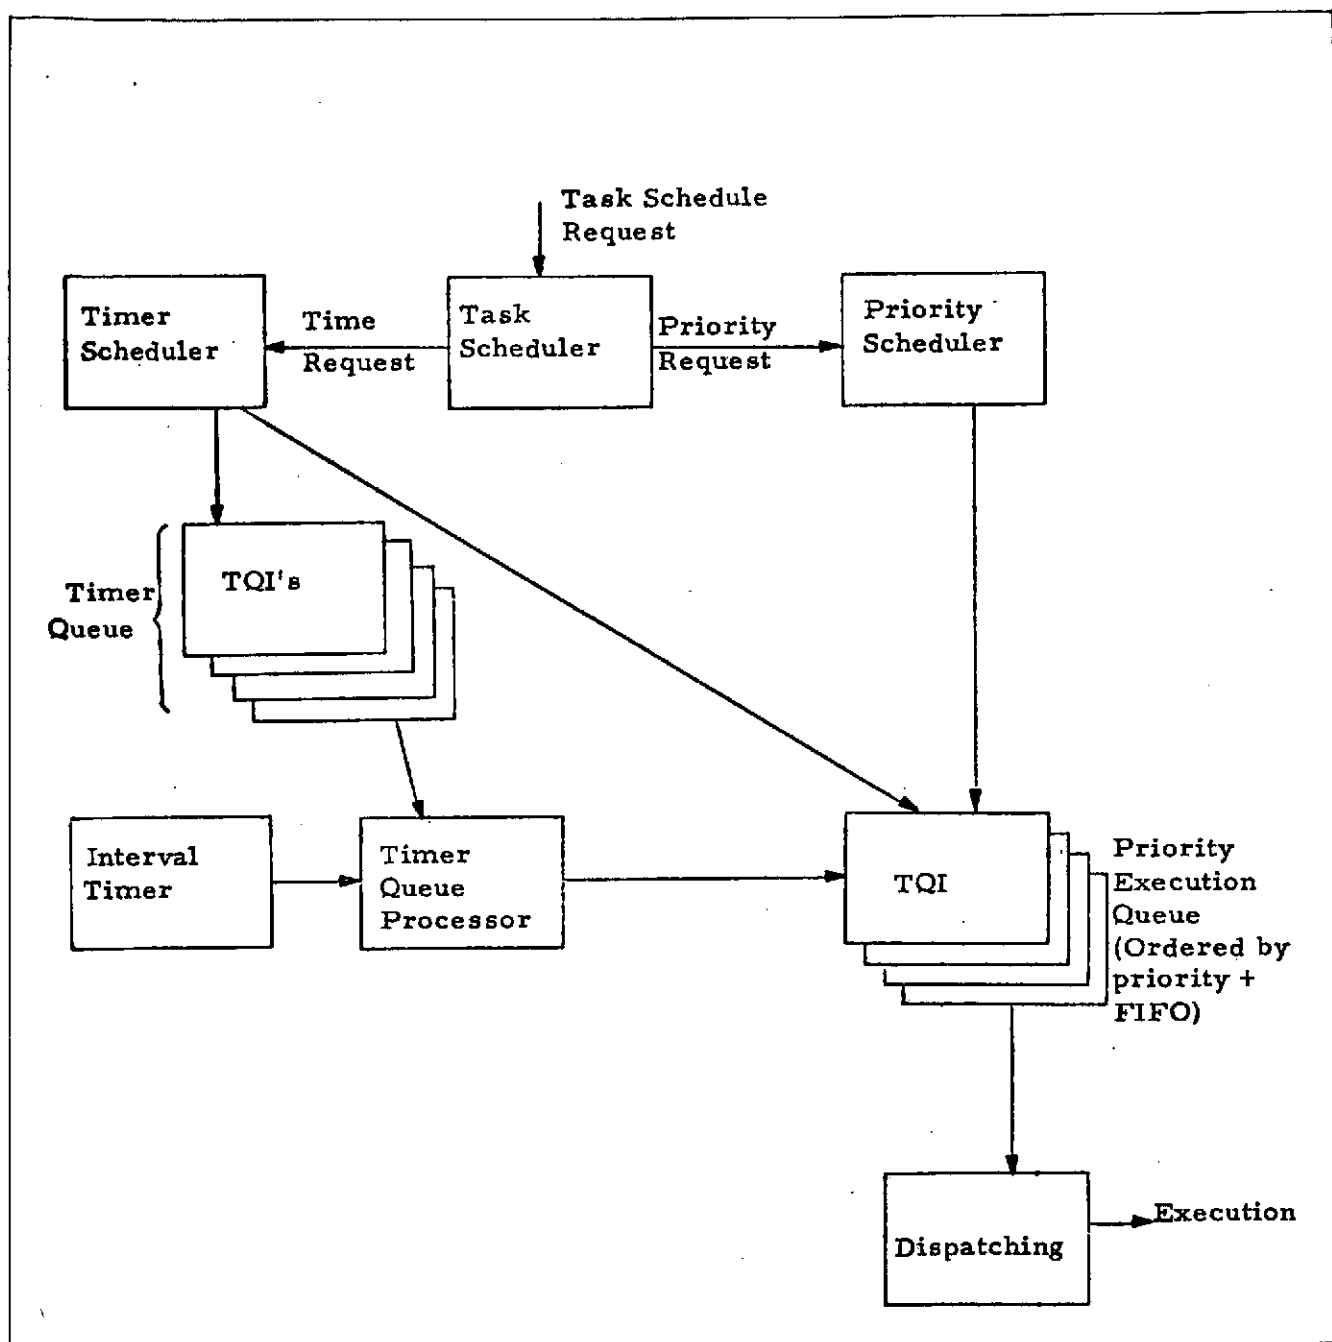 Task Schedule
Request
Timer
Scheduler
Time
Request
Task
Scheduler
Priority
Request
Priority
Scheduler
Timer
Queue
TQI's
Interval
Timer
Timer
Queue
Processor
TQI
Priority
Execution
Queue
(Ordered by
priority +
FIFO)
Dispatching
Execution